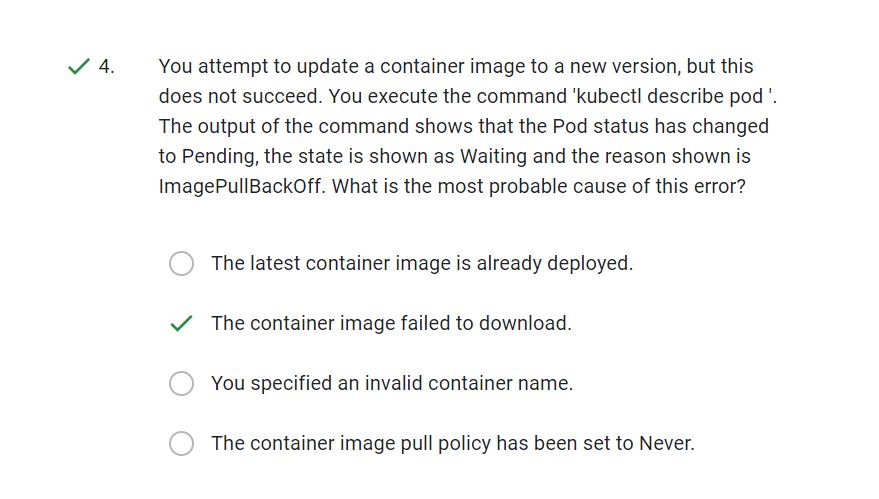 4. You attempt to update a container image to a new version, but this
does not succeed. You execute the command 'kubectl describe pod '.
The output of the command shows that the Pod status has changed
to Pending, the state is shown as Waiting and the reason shown is
ImagePullBackOff. What is the most probable cause of this error?
The latest container image is already deployed.
The container image failed to download.
You specified an invalid container name.
The container image pull policy has been set to Never.